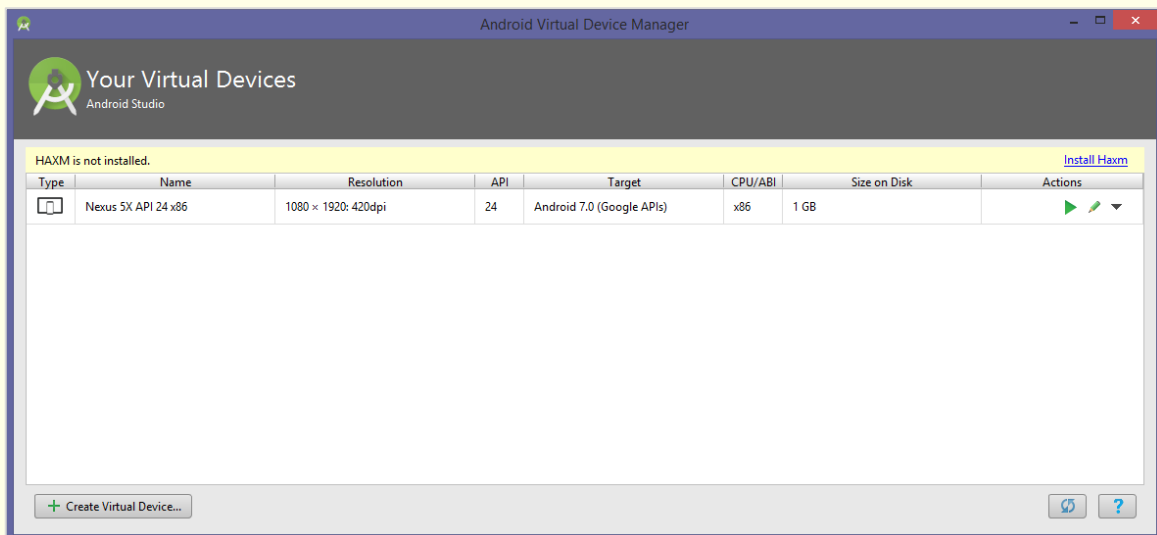 Android Virtual Device Manager
Your Virtual Devices
Android Studio
HAXM is not installed. Install Haxm
Type Name Resolution API Target CPU/ABI Size on Disk Actions
Nexus 5X API 24 x86 1080 × 1920: 420dpi 24 Android 7.0 (Google APIs) x86 1 GB
Create Virtual Device...
?